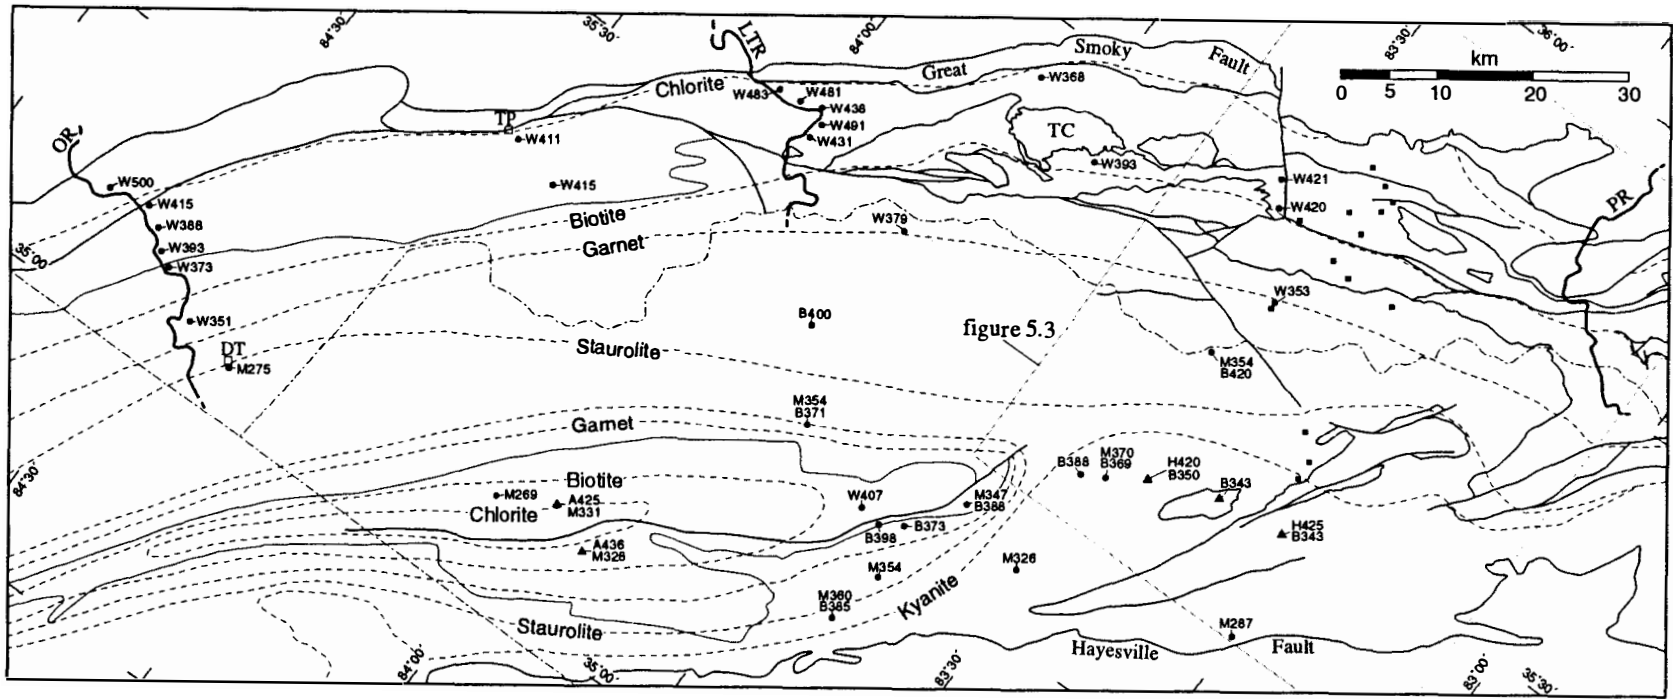 84°30'
35°30'
84°00'
83°30'
36°00'
LTR
Smoky
Fault
Great
km
0 5 10 20 30
Chlorite
W483
W481
W436
W491
W431
W368
TP
W411
TC
W393
OR
W500
W415
W415
W421
W420
PR
W388
W393
W373
Biotite
Garnet
W379
35°00'
W351
B400
W353
figure 5.3
Staurolite
DT
M275
M354
B420
M354
B371
Garnet
84°30'
B388
M370
B369
H420
B350
B343
Biotite
M269
A425
M331
Chlorite
W407
M347
B388
B398
B373
H425
B343
A436
M328
M354
M326
M360
B385
Kyanite
Staurolite
M287
Hayesville
Fault
84°00'
35°00'
83°30'
83°00'
35°30'